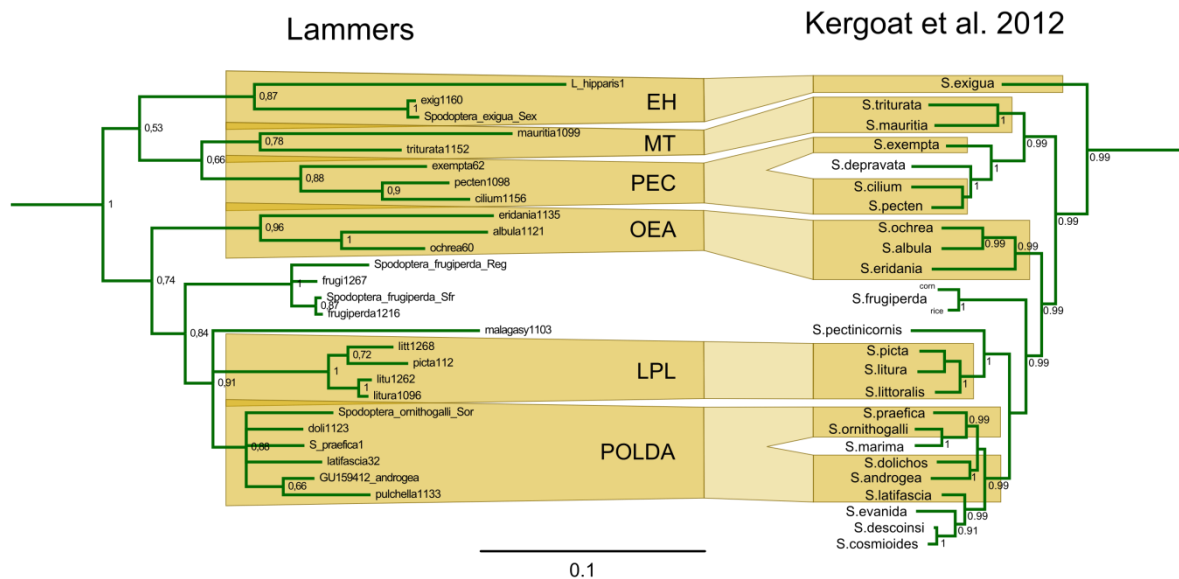 Lammers
Kergoat et al. 2012
L_hipparis1
0,87
exig1160
1
Spodoptera_exigua_Sex
EH
0,53
mauritia1099
0,78
triturata1152
MT
0,66
exempta62
0,88
pecten1098
0,9
cilium1156
PEC
1
eridania1135
0,96
albula1121
1
ochrea60
OEA
0,74
Spodoptera_frugiperda_Reg
frugi1267
1
Spodoptera_frugiperda_Sfr
0,87
frugiperda1216
0,84
malagasy1103
litt1268
0,72
picta112
1
litu1262
1
litura1096
LPL
0,91
Spodoptera_ornithogalli_Sor
doli1123
S_praefica1
0,88
latifascia32
GU159412_androgea
0,66
pulchella1133
POLDA
S.exigua
S.triturata
1
S.mauritia
0.99
0.99
S.exempta
S.depravata
1
S.cilium
1
S.pecten
0.99
S.ochrea
0.99
S.albula
0.99
S.eridania
corn
S.frugiperda
1
rice
0.99
S.pectinicornis
S.picta
1
0.99
S.litura
1
S.littoralis
S.praefica
0.99
S.ornithogalli
1
S.marima
S.dolichos
1
S.androgea
0.99
S.latifascia
0.99
S.evanida
0.91
S.descoinsi
1
S.cosmioides
0.1